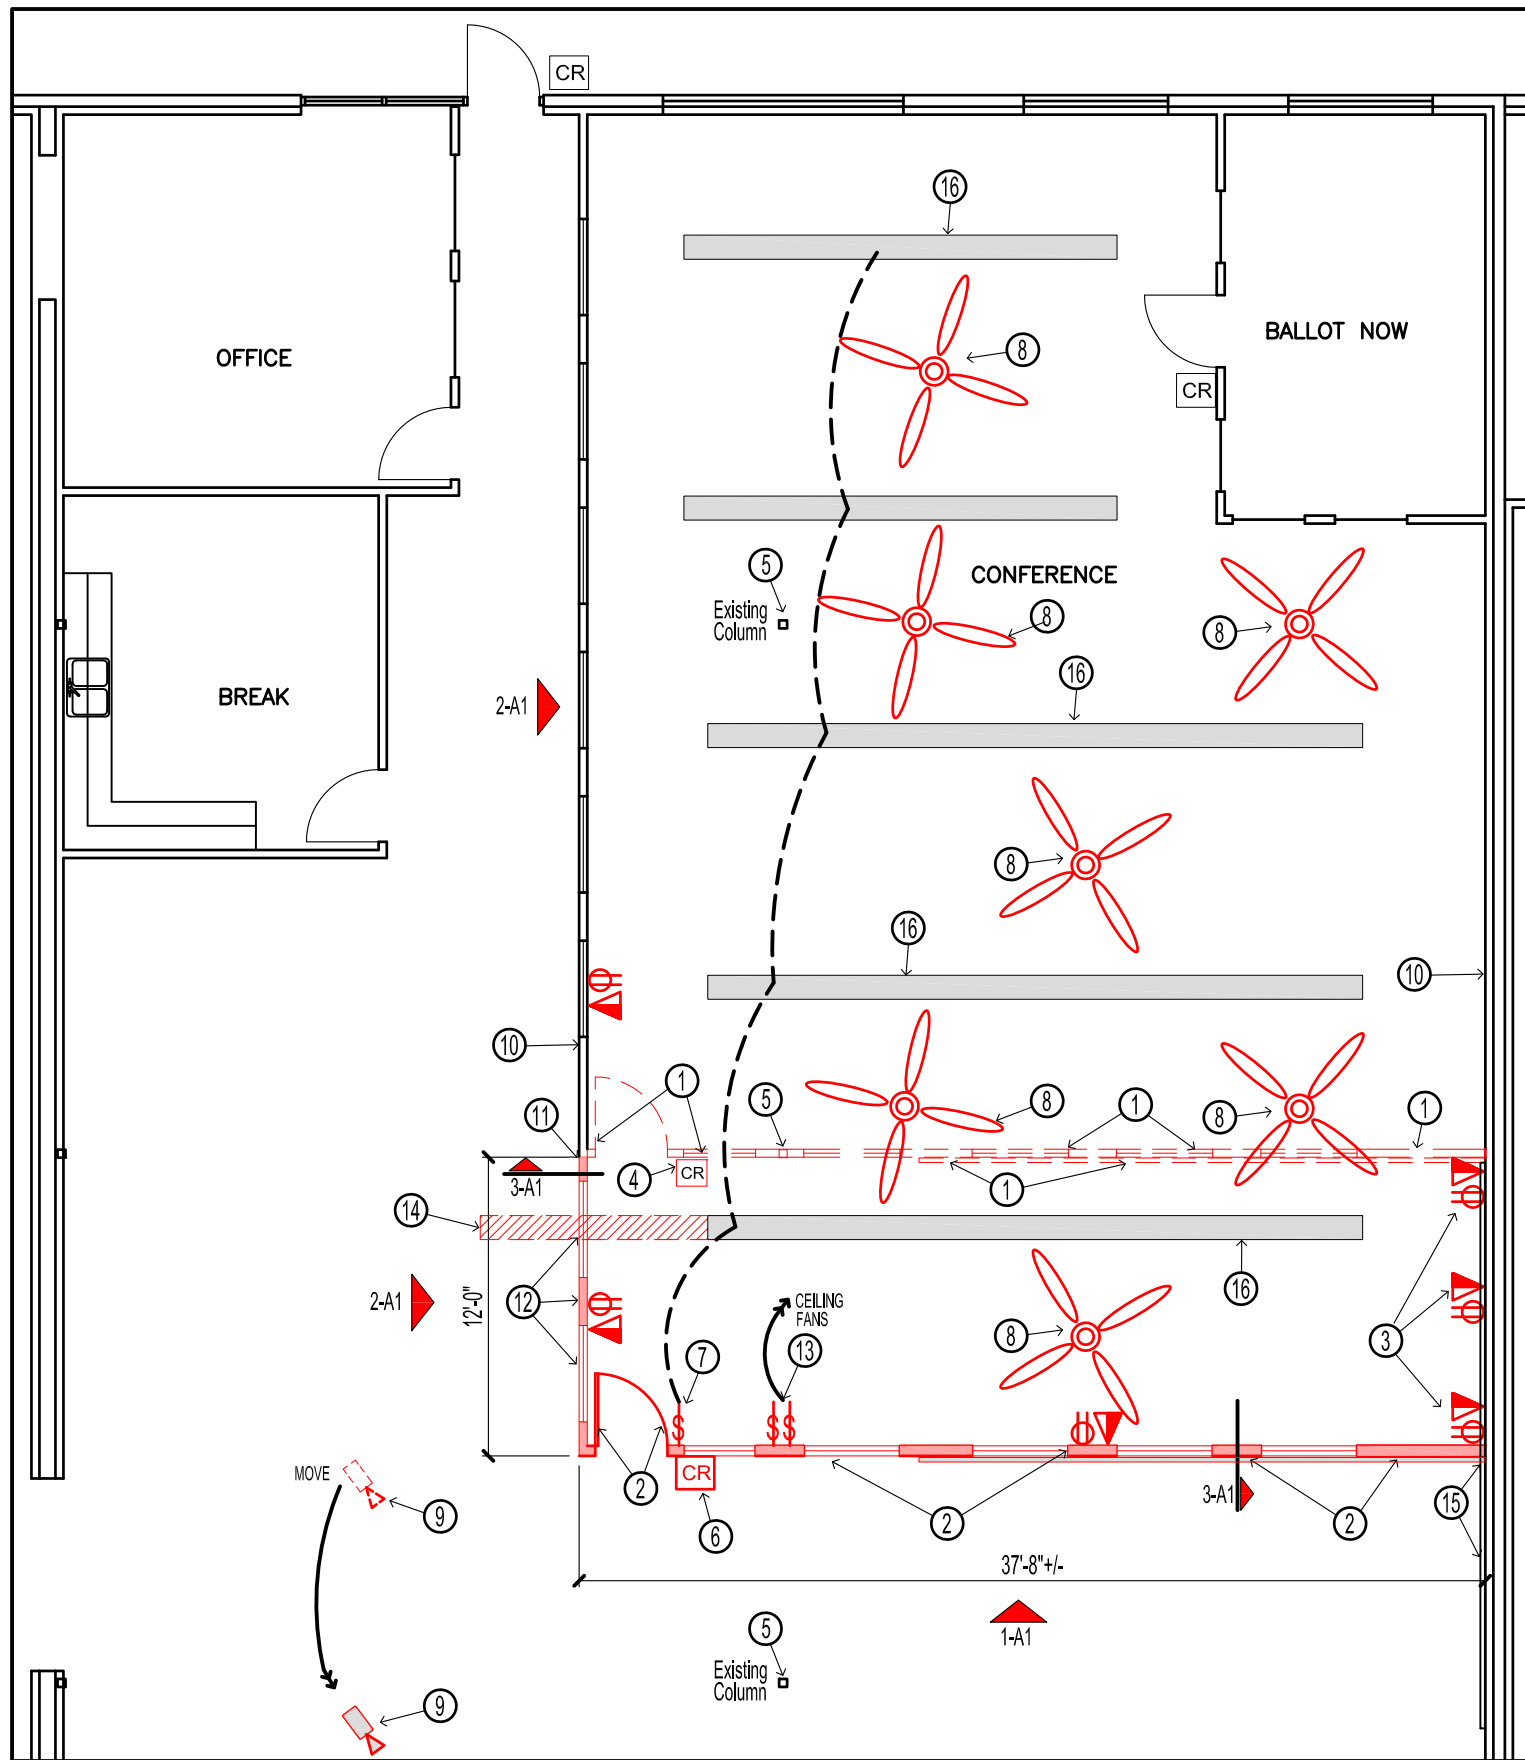 CR
16
OFFICE
8
BALLOT NOW
CR
5
CONFERENCE
Existing
Column
8
8
16
BREAK
2-A1
8
16
10
10
1
5
8
1
8
1
11
4
CR
3-A1
1
14
12'-0"
2-A1
12
CEILING
FANS
16
7
13
8
3
S
S S
MOVE
9
2
CR
6
2
3-A1
2
15
37'-8"+/-
1-A1
5
Existing
Column
9